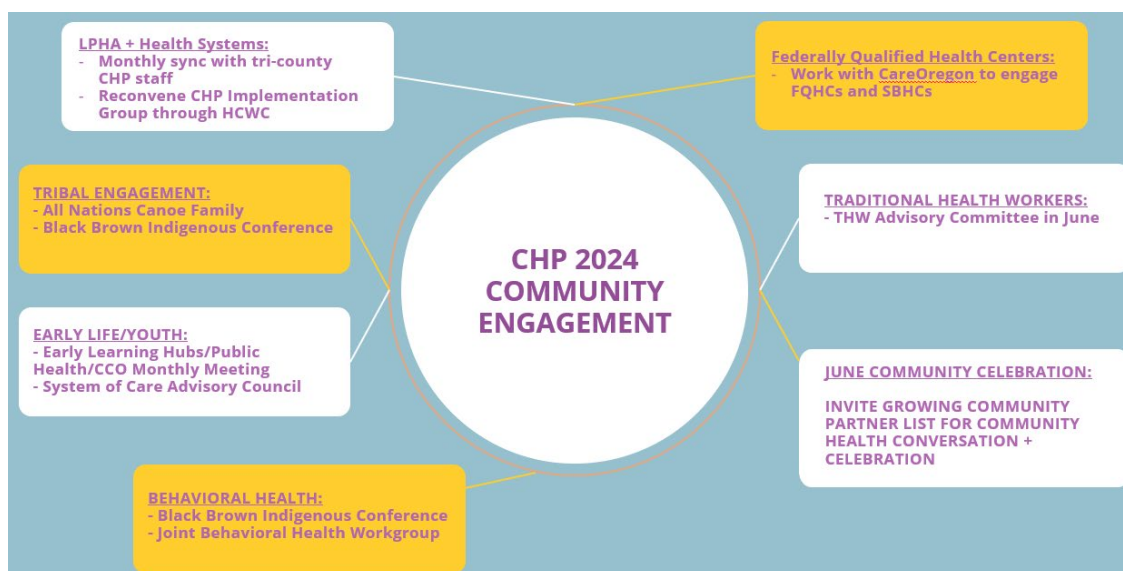 LPHA + Health Systems:
- Monthly sync with tri-county
CHP staff
- Reconvene CHP Implementation
Group through HCWC
Federally Qualified Health Centers:
- Work with CareOregon to engage
FQHCs and SBHCs
TRIBAL ENGAGEMENT:
- All Nations Canoe Family
- Black Brown Indigenous Conference
TRADITIONAL HEALTH WORKERS:
- THW Advisory Committee in June
CHP 2024
COMMUNITY
ENGAGEMENT
EARLY LIFE/YOUTH:
- Early Learning Hubs/Public
Health/CCO Monthly Meeting
- System of Care Advisory Council
JUNE COMMUNITY CELEBRATION:
INVITE GROWING COMMUNITY
PARTNER LIST FOR COMMUNITY
HEALTH CONVERSATION +
CELEBRATION
BEHAVIORAL HEALTH:
- Black Brown Indigenous Conference
- Joint Behavioral Health Workgroup